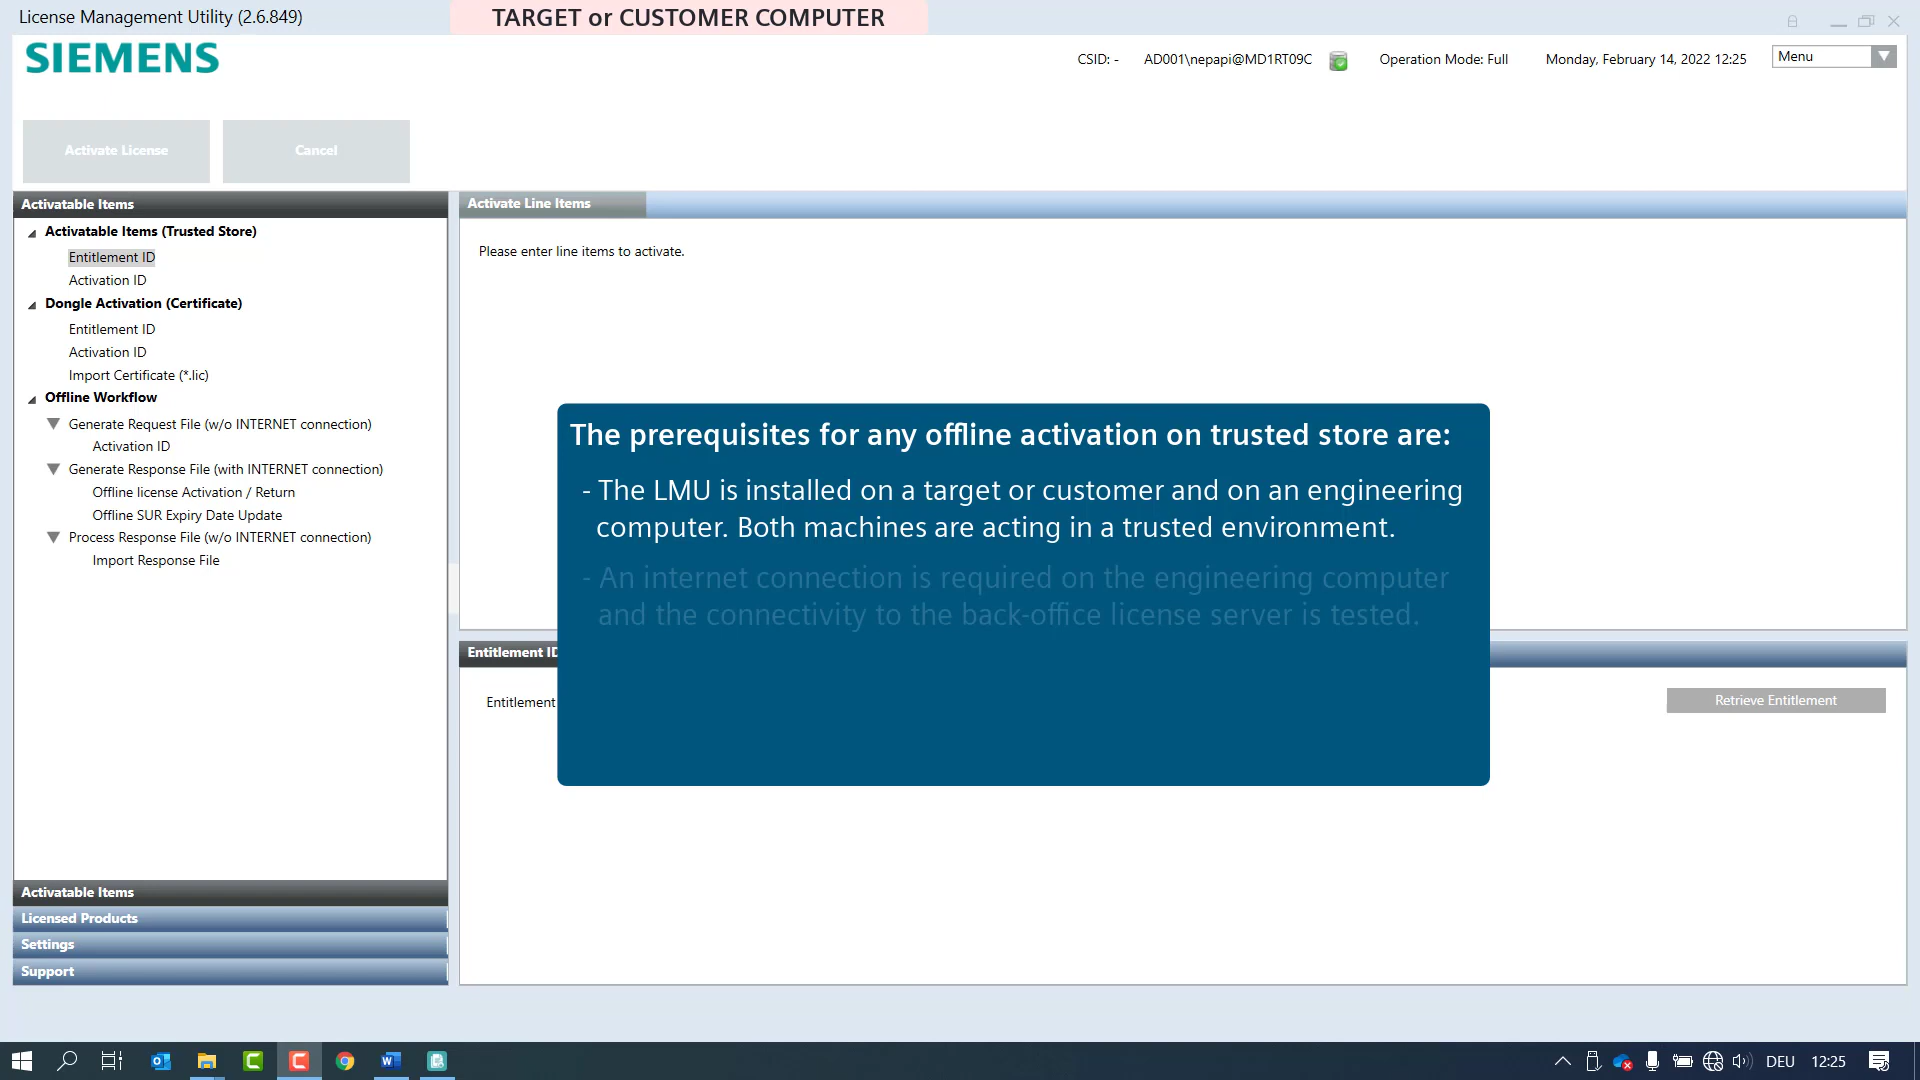 License Management Utility (2.6.849)
TARGET or CUSTOMER COMPUTER
SIEMENS
CSID: -
AD001\nepapi@MD1RT09C
Operation Mode: Full
Monday, February 14, 2022 12:25
Menu
Activate License
Cancel
Activatable Items
Activatable Items (Trusted Store)
Entitlement ID
Activation ID
Dongle Activation (Certificate)
Entitlement ID
Activation ID
Import Certificate (*.lic)
Offline Workflow
Generate Request File (w/o INTERNET connection)
Activation ID
Generate Response File (with INTERNET connection)
Offline license Activation / Return
Offline SUR Expiry Date Update
Process Response File (w/o INTERNET connection)
Import Response File
Activatable Items
Licensed Products
Settings
Support
Activate Line Items
Please enter line items to activate.
The prerequisites for any offline activation on trusted store are:
- The LMU is installed on a target or customer and on an engineering
computer. Both machines are acting in a trusted environment.
- An internet connection is required on the engineering computer
and the connectivity to the back-office license server is tested.
Entitlement ID
Entitlement
Retrieve Entitlement
DEU
12:25